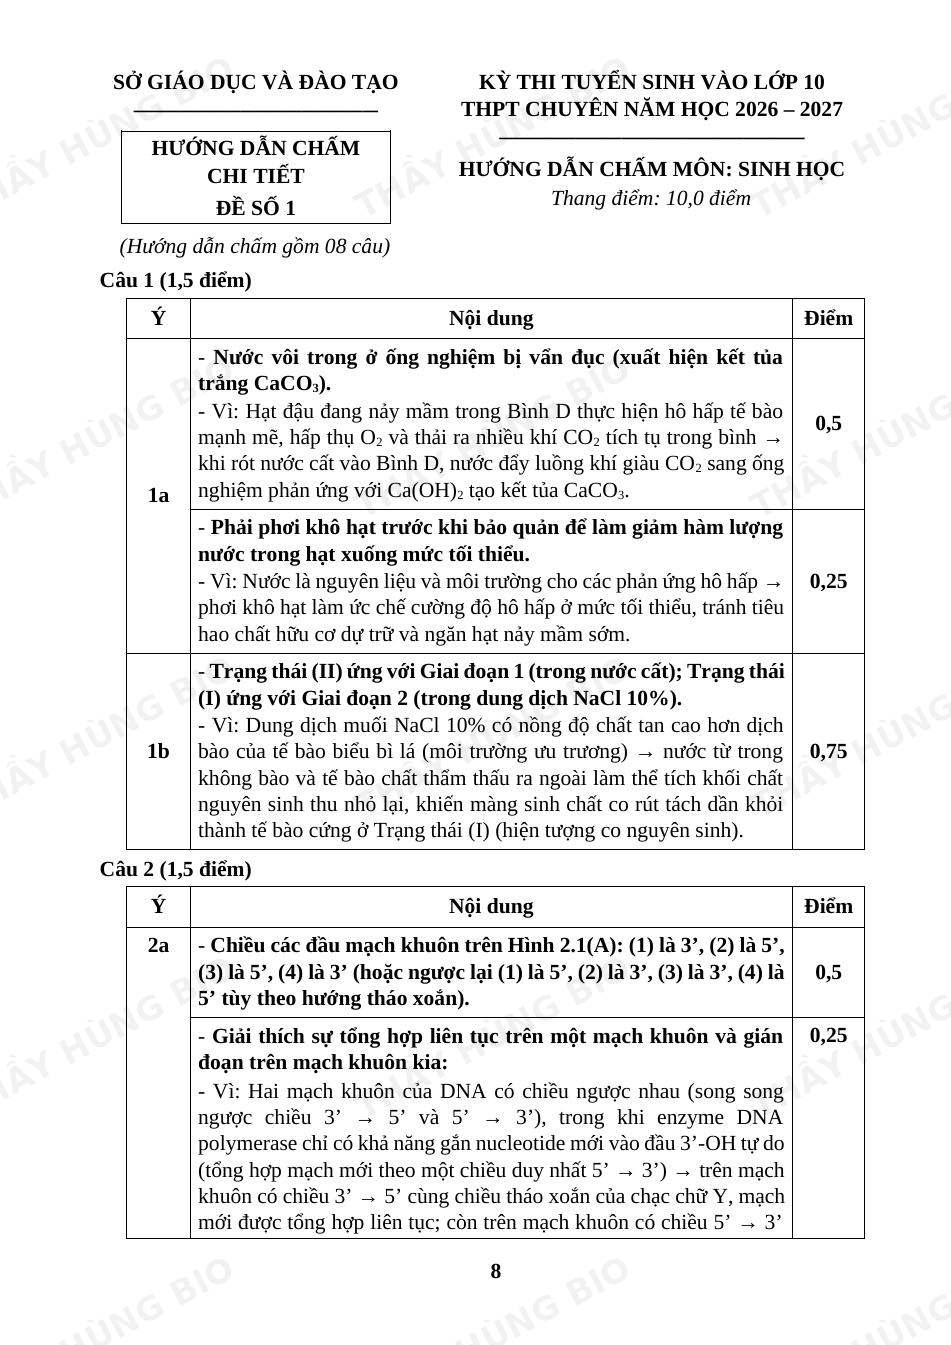 SỞ GIÁO DỤC VÀ ĐÀO TẠO
KỲ THI TUYỂN SINH VÀO LỚP 10
THPT CHUYÊN NĂM HỌC 2026 – 2027
HƯỚNG DẪN CHẤM
CHI TIẾT
ĐỀ SỐ 1
HƯỚNG DẪN CHẤM MÔN: SINH HỌC
Thang điểm: 10,0 điểm
(Hướng dẫn chấm gồm 08 câu)
Câu 1 (1,5 điểm)
Ý Nội dung Điểm
- Nước vôi trong ở ống nghiệm bị vẩn đục (xuất hiện kết tủa
trắng CaCO₃).
- Vì: Hạt đậu đang nảy mầm trong Bình D thực hiện hô hấp tế bào
mạnh mẽ, hấp thụ O₂ và thải ra nhiều khí CO₂ tích tụ trong bình →
khi rót nước cất vào Bình D, nước đẩy luồng khí giàu CO₂ sang ống
nghiệm phản ứng với Ca(OH)₂ tạo kết tủa CaCO₃.
0,5
1a
- Phải phơi khô hạt trước khi bảo quản để làm giảm hàm lượng
nước trong hạt xuống mức tối thiểu.
- Vì: Nước là nguyên liệu và môi trường cho các phản ứng hô hấp →
phơi khô hạt làm ức chế cường độ hô hấp ở mức tối thiểu, tránh tiêu
hao chất hữu cơ dự trữ và ngăn hạt nảy mầm sớm.
0,25
- Trạng thái (II) ứng với Giai đoạn 1 (trong nước cất); Trạng thái
(I) ứng với Giai đoạn 2 (trong dung dịch NaCl 10%).
- Vì: Dung dịch muối NaCl 10% có nồng độ chất tan cao hơn dịch
bào của tế bào biểu bì lá (môi trường ưu trương) → nước từ trong
không bào và tế bào chất thẩm thấu ra ngoài làm thể tích khối chất
nguyên sinh thu nhỏ lại, khiến màng sinh chất co rút tách dần khỏi
thành tế bào cứng ở Trạng thái (I) (hiện tượng co nguyên sinh).
1b
0,75
Câu 2 (1,5 điểm)
Ý Nội dung Điểm
2a
- Chiều các đầu mạch khuôn trên Hình 2.1(A): (1) là 3’, (2) là 5’,
(3) là 5’, (4) là 3’ (hoặc ngược lại (1) là 5’, (2) là 3’, (3) là 3’, (4) là
5’ tùy theo hướng tháo xoắn).
0,5
- Giải thích sự tổng hợp liên tục trên một mạch khuôn và gián
đoạn trên mạch khuôn kia:
- Vì: Hai mạch khuôn của DNA có chiều ngược nhau (song song
ngược chiều 3’ → 5’ và 5’ → 3’), trong khi enzyme DNA
polymerase chỉ có khả năng gắn nucleotide mới vào đầu 3’-OH tự do
(tổng hợp mạch mới theo một chiều duy nhất 5’ → 3’) → trên mạch
khuôn có chiều 3’ → 5’ cùng chiều tháo xoắn của chạc chữ Y, mạch
mới được tổng hợp liên tục; còn trên mạch khuôn có chiều 5’ → 3’
0,25
8
THẦY HÙNG BIO